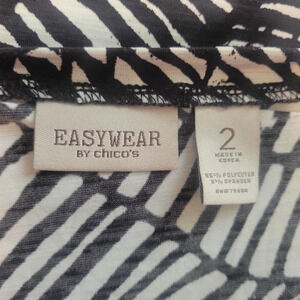 EASYWEAR
BY chico's
2
MADE IN
KOREA
95% POLYESTER
5% SPANDEX